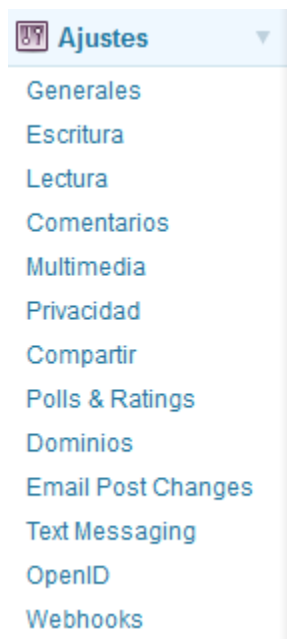 Ajustes
Generales
Escritura
Lectura
Comentarios
Multimedia
Privacidad
Compartir
Polls & Ratings
Dominios
Email Post Changes
Text Messaging
OpenID
Webhooks